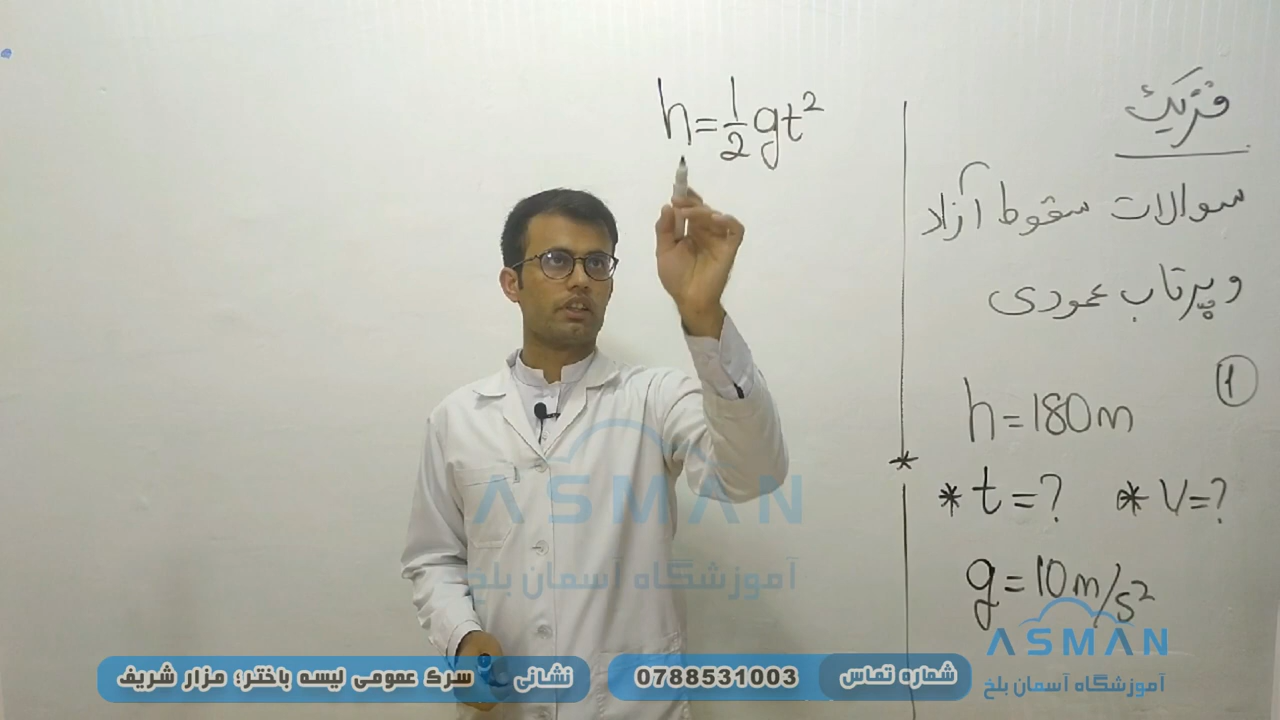 فزیک
سوالات سقوط آزاد
و پرتاب عمودی
①
h=180m
* t=? * v=?
g=10m/s²
h=1/2gt²
*
ASMAN
آموزشگاه آسمان بلخ
ASMAN
آموزشگاه آسمان بلخ
شماره تماس 0788531003
نشانی سرک عمومی لیسه باختر؛ مزار شریف